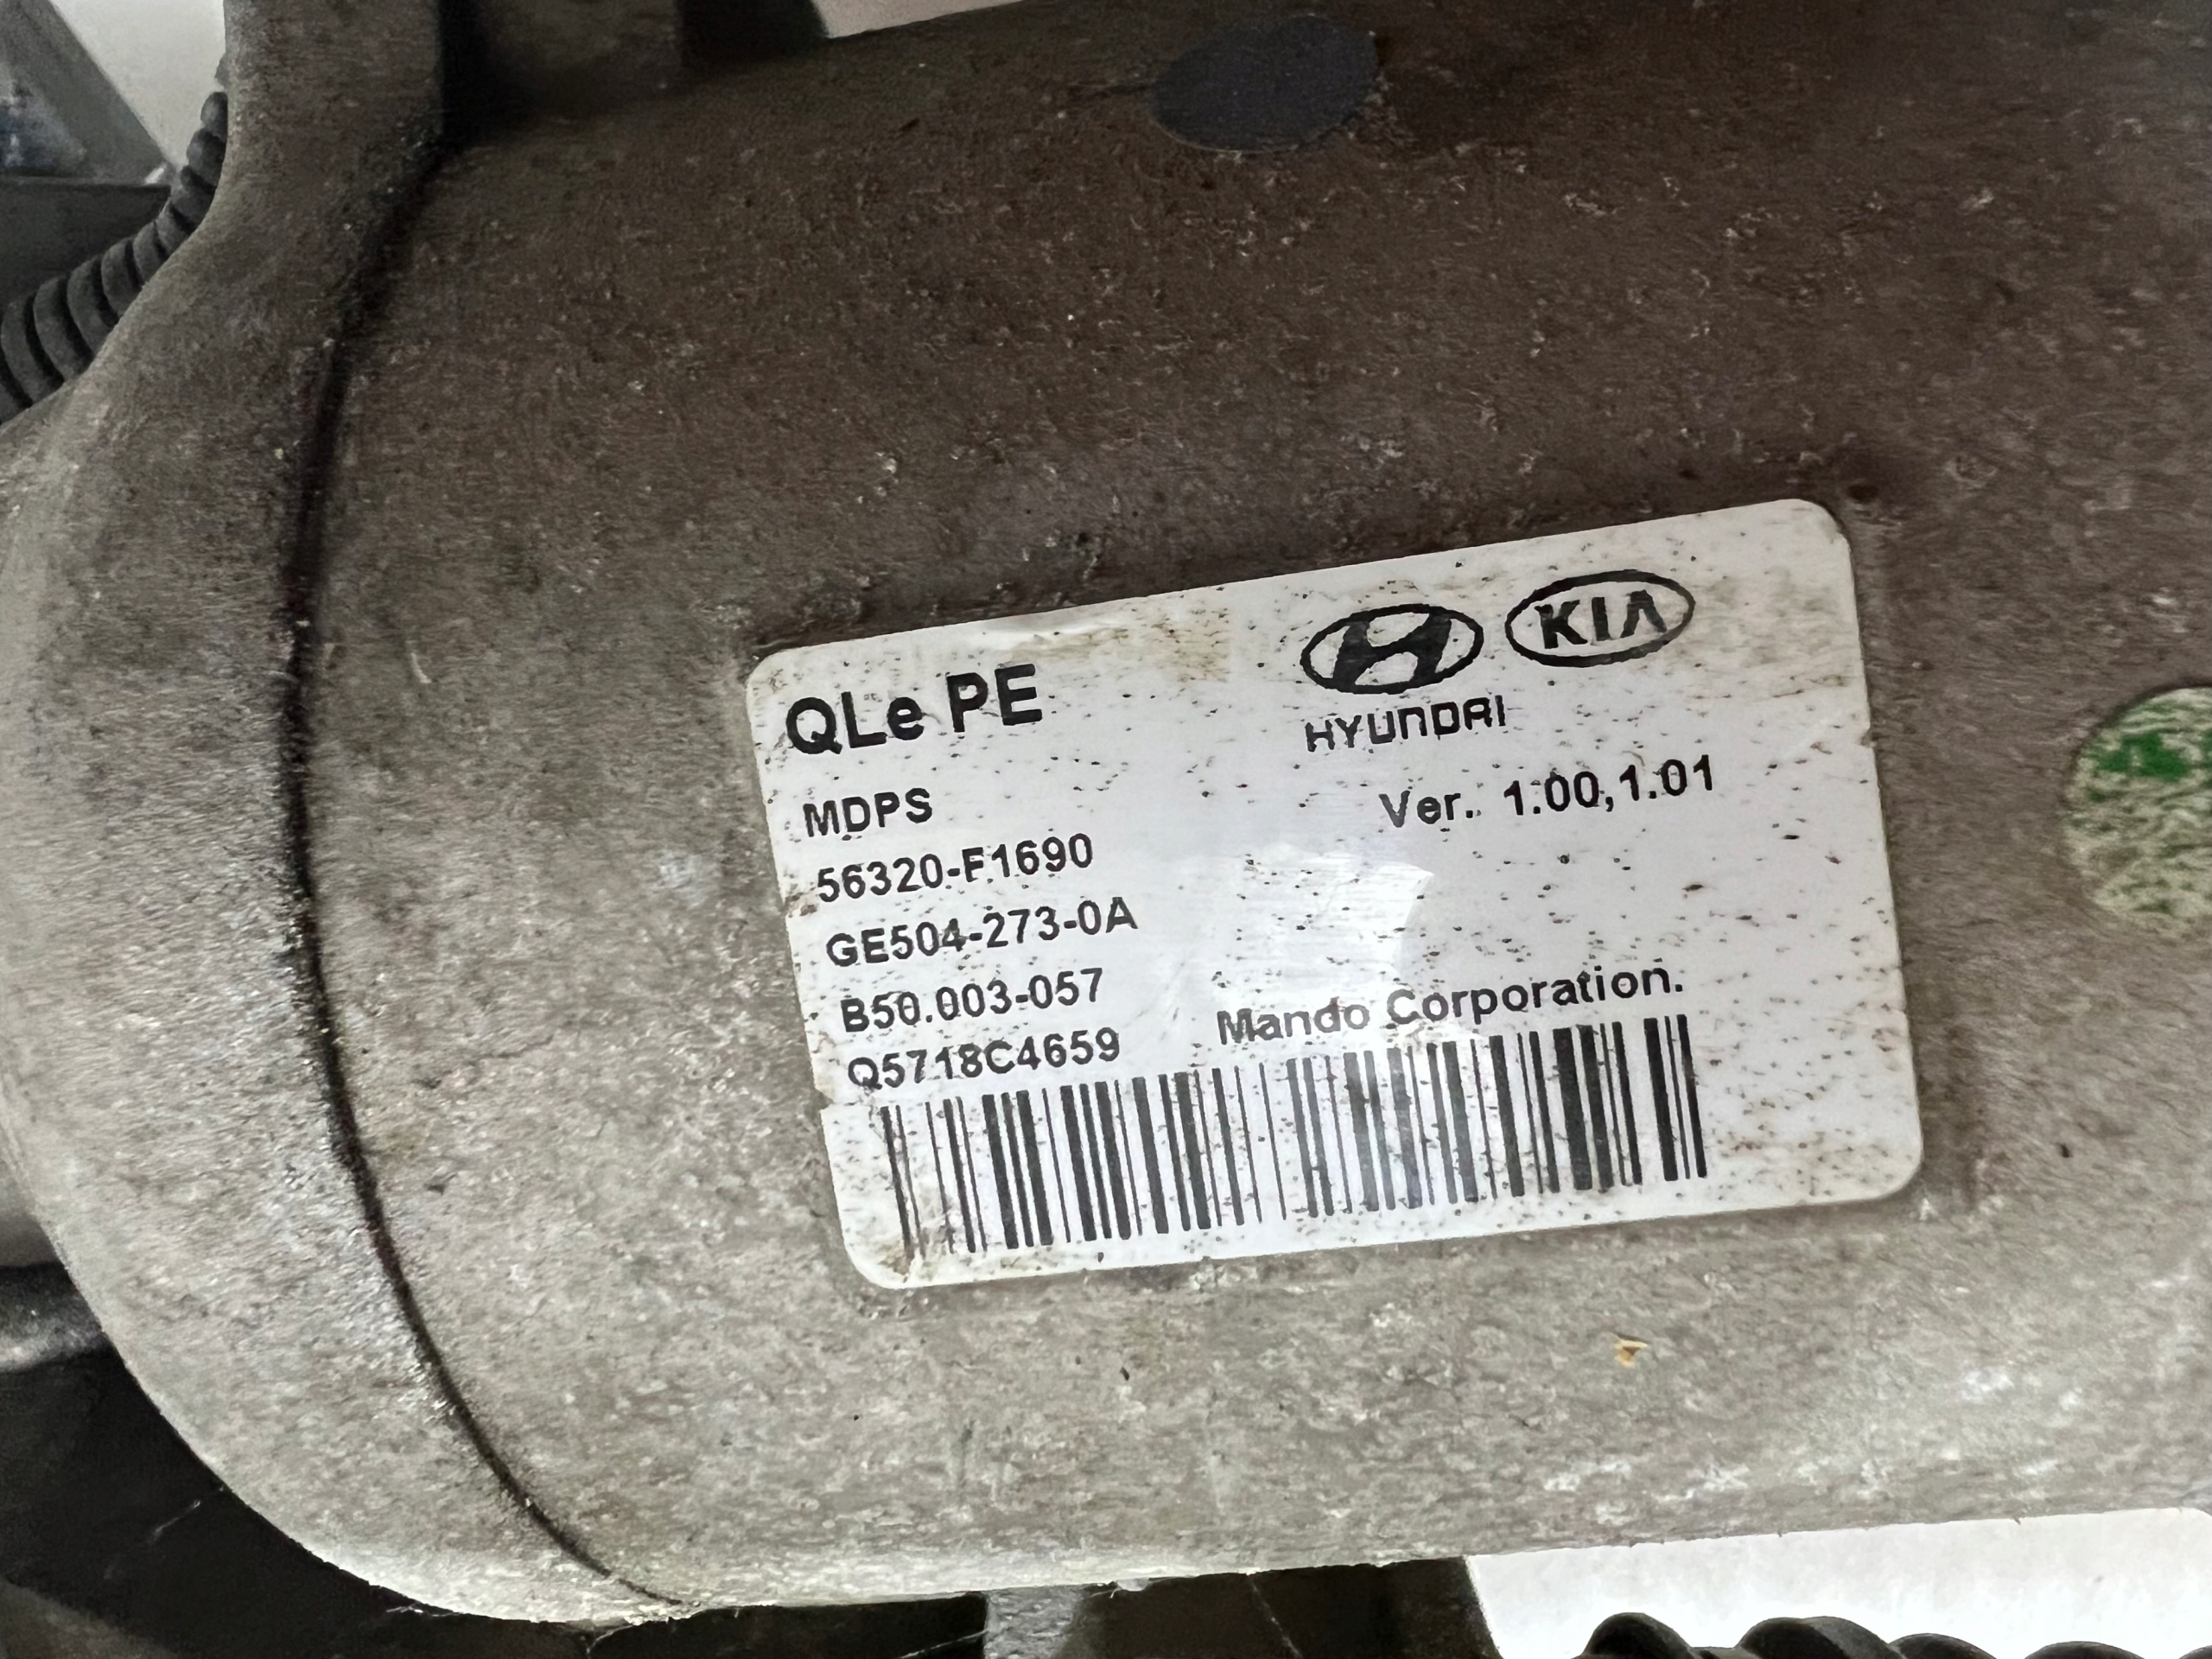 QLe PE
KIA
HYUNDAI
MDPS
Ver. 1.00,1.01
56320-F1690
GE504-273-0A
B50.003-057
Q5718C4659
Mando Corporation.